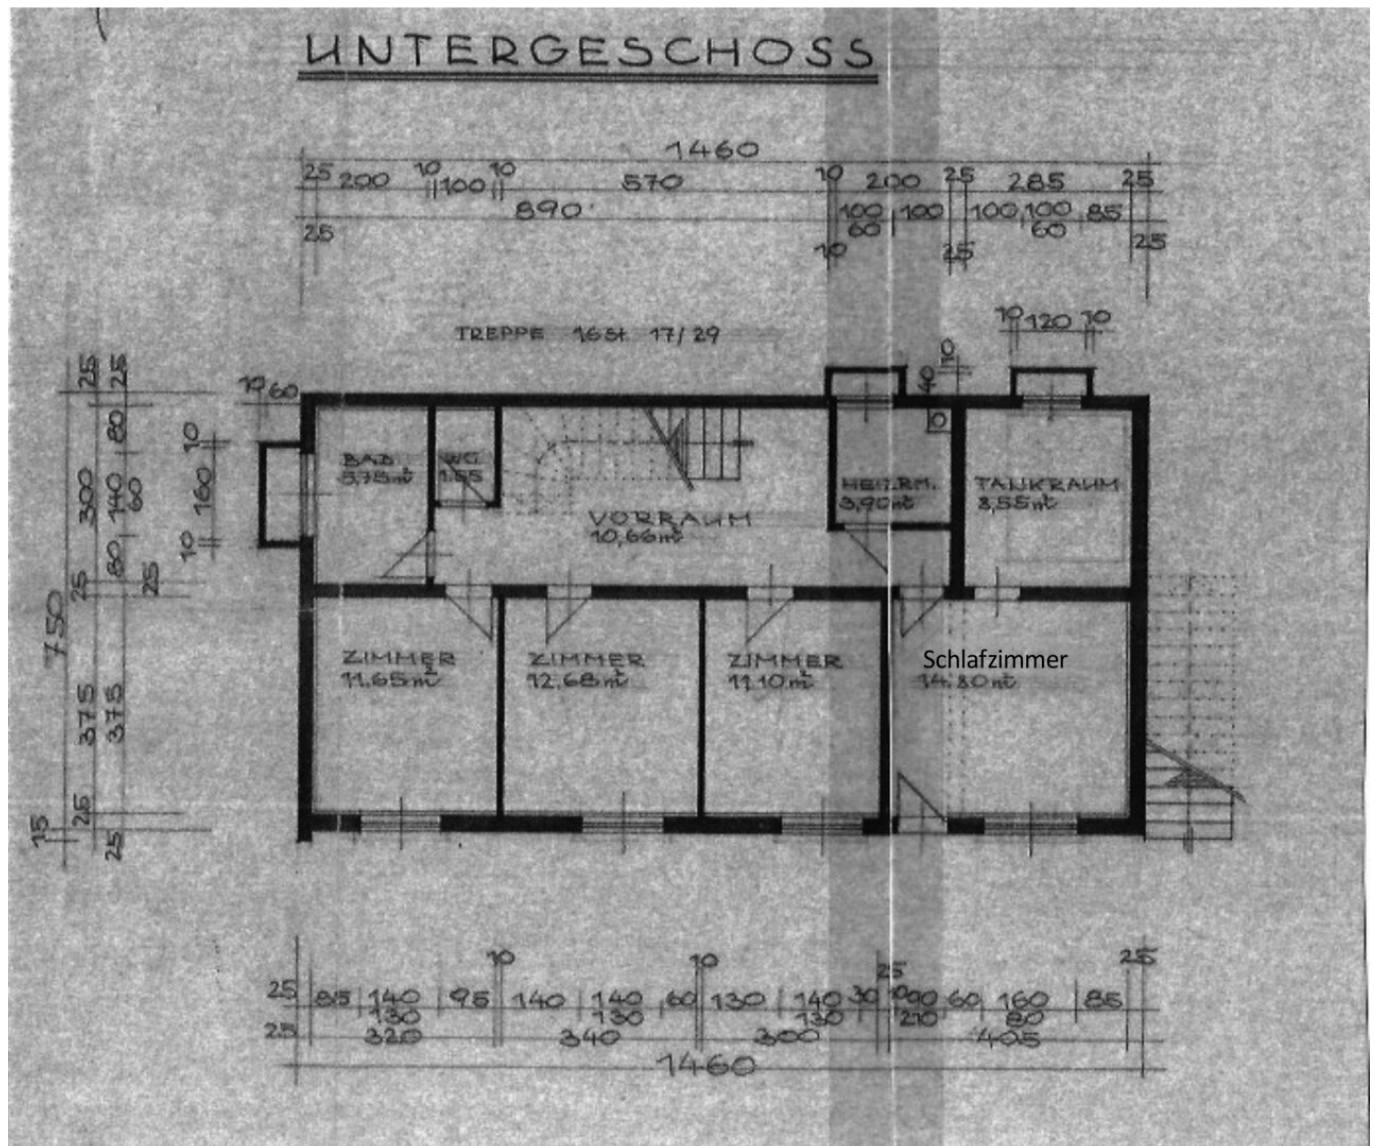 UNTERGESCHOSS
1460
25 200 10 100 10 570 10 200 25 285 25
890 100 100 100 100 85
25 60 60 25
10 25
TREPPE 16 St. 17/29
10 120 10
10
40
10 60
25 25
80
10
300 140 160
60
10
80
25 25
750
375 375
25
15 25
BAD
5,75m²
WC
1.55
VORRAUM
10,66m²
HEIZRM.
3,90m²
TANKRAUM
8,55m²
ZIMMER
11.65m²
ZIMMER
12,68m²
ZIMMER
11,10m²
Schlafzimmer
14.80m²
10 10 25 25
25 85 140 95 140 140 60 130 140 30 90 60 160 85
130 130 130 210 80
25 320 340 300 405
1460